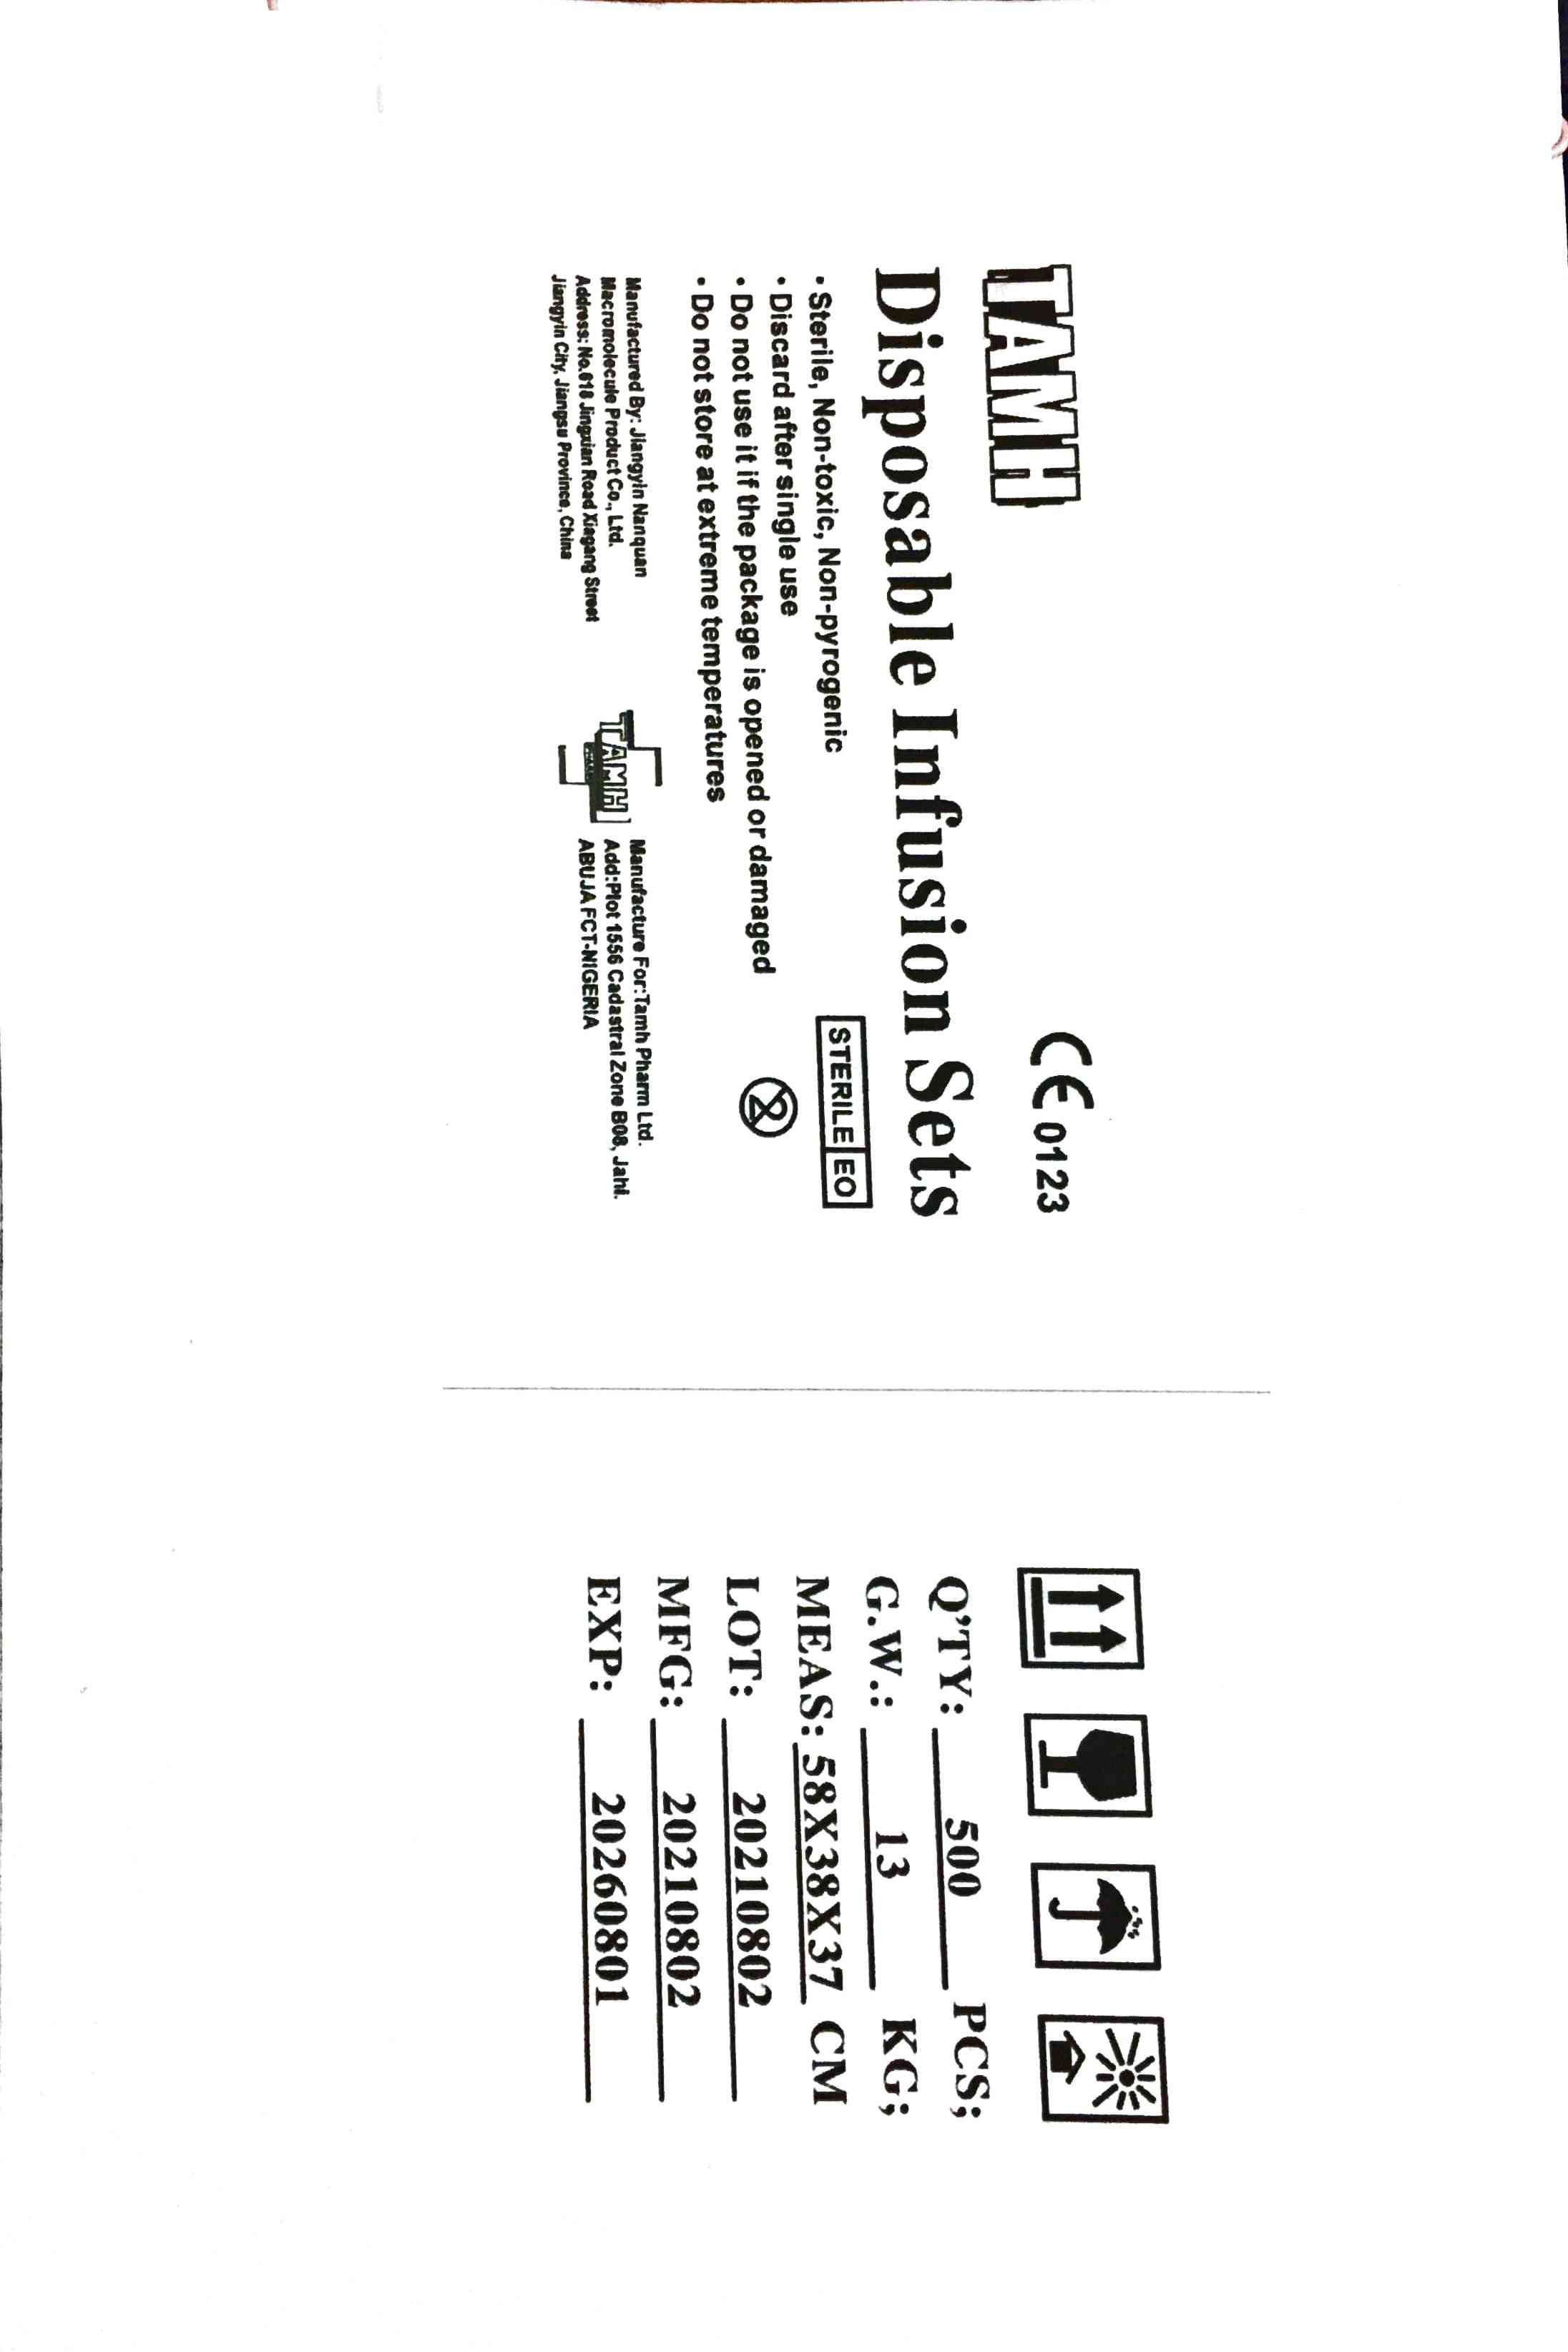 TAMH
CE 0123
Disposable Infusion Sets
• Sterile, Non-toxic, Non-pyrogenic
STERILE EO
• Discard after single use
2
• Do not use it if the package is opened or damaged
• Do not store at extreme temperatures
Manufactured By: Jiangyin Nanquan
Macromolecule Product Co., Ltd.
Address: No.618 Jingxian Road Xiagang Street
Jiangyin City, Jiangsu Province, China
TAMH
Manufacture For:Tamh Pharm Ltd.
Add:Plot 1556 Cadastral Zone B08, Jahi.
ABUJA FCT-NIGERIA
Q'TY: 500 PCS;
G.W.: 13 KG;
MEAS: 58X38X37 CM
LOT: 20210802
MFG: 20210802
EXP: 20260801